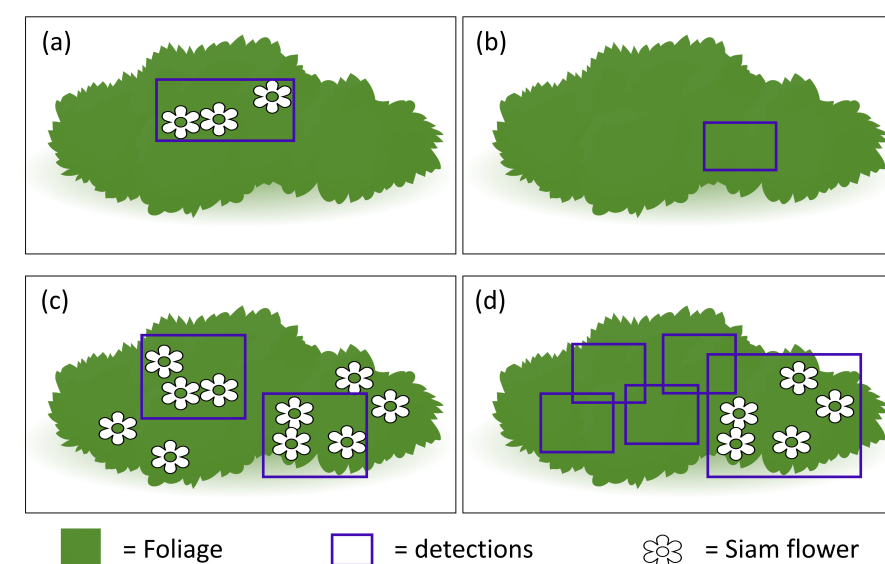 (a)
(b)
(c)
(d)
= Foliage
= detections
= Siam flower